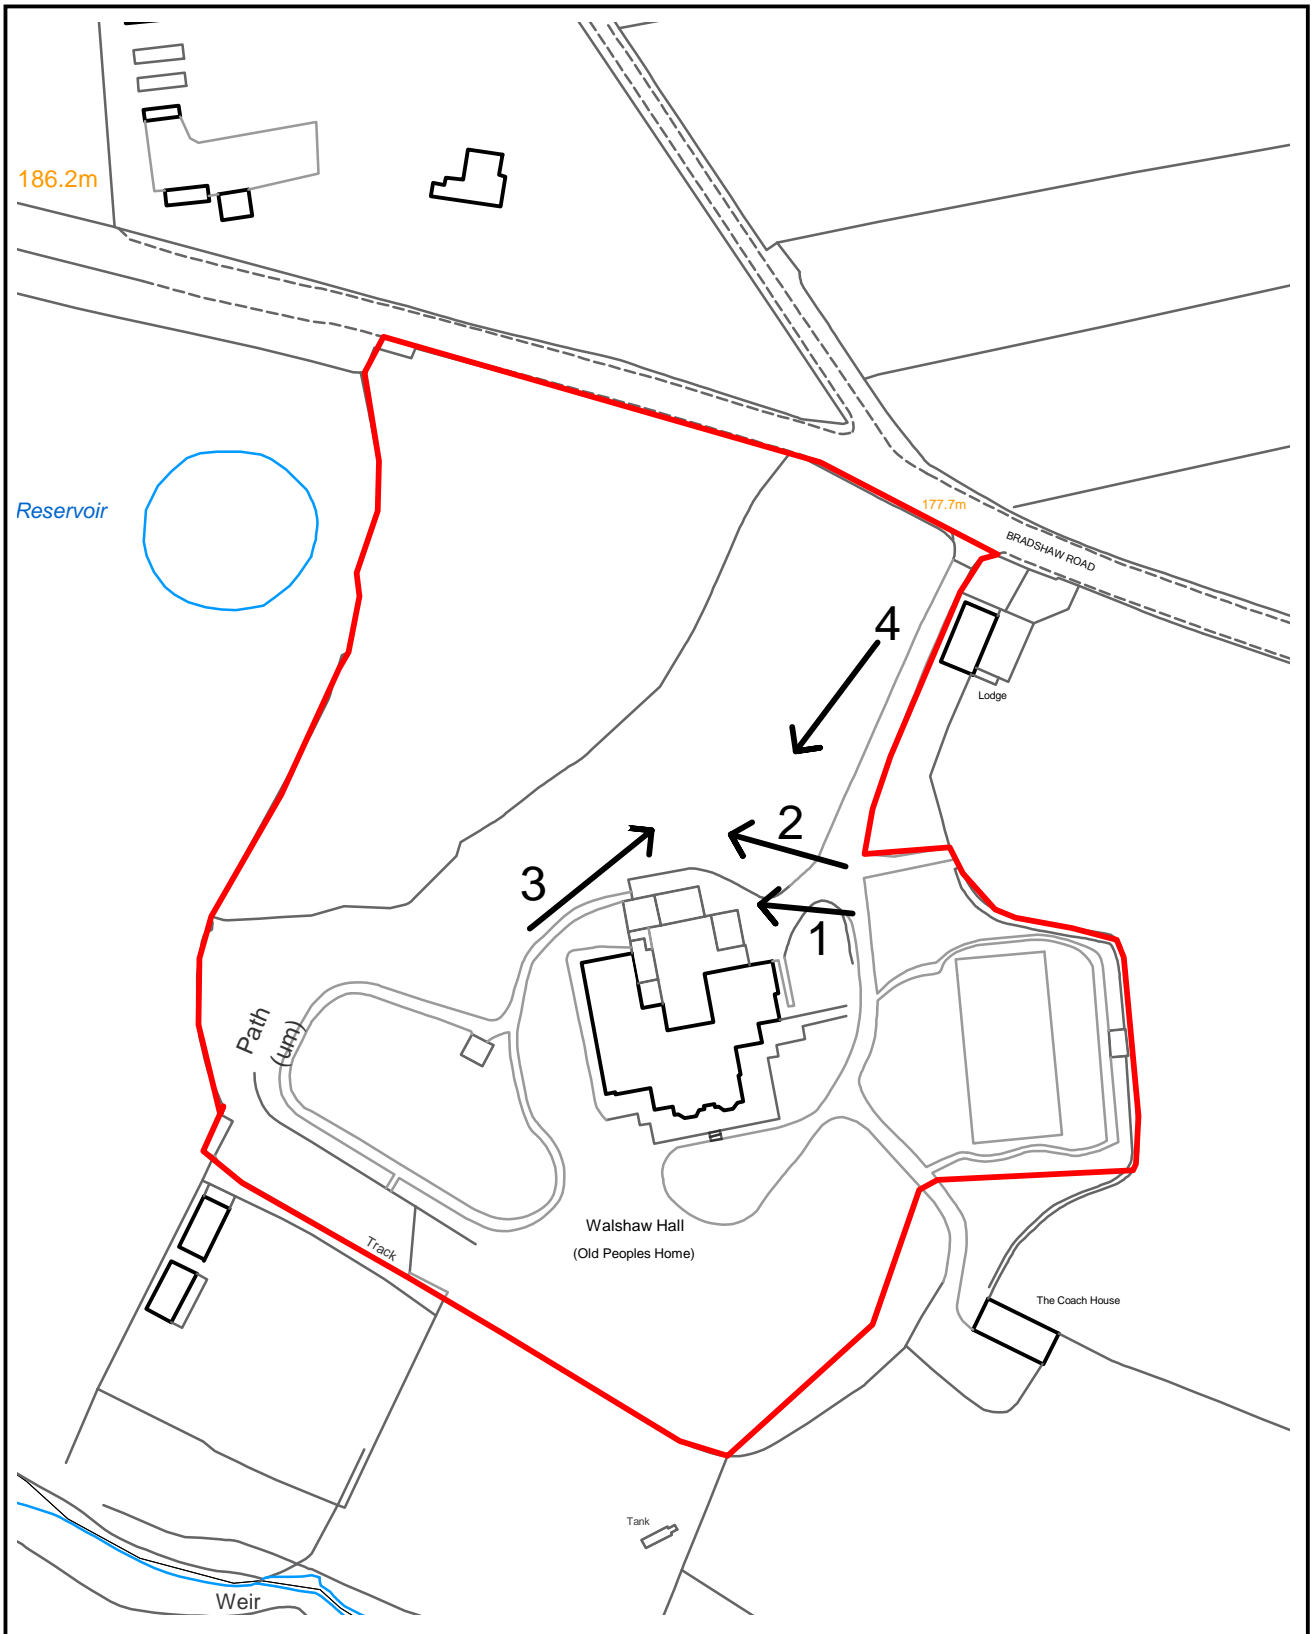 186.2m
Reservoir
177.7m
BRADSHAW ROAD
4
Lodge
2
3
1
Path
(um)
Walshaw Hall
(Old Peoples Home)
Track
The Coach House
Tank
Weir